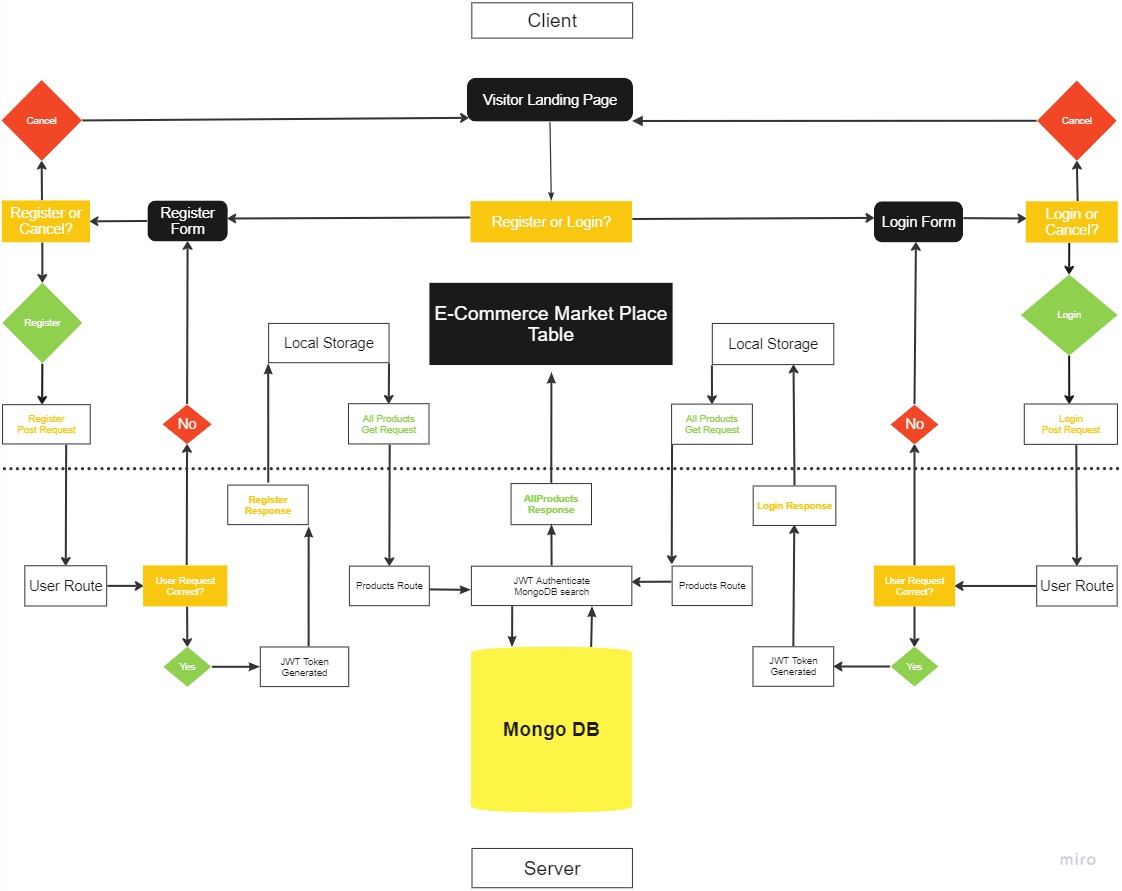 Client
Visitor Landing Page
Cancel
Cancel
Register or
Cancel?
Register
Form
Register or Login?
Login Form
Login or
Cancel?
E-Commerce Market Place
Table
Register
Local Storage
Local Storage
Login
Register
Post Request
No
All Products
Get Request
All Products
Get Request
No
Login
Post Request
Register
Response
AllProducts
Response
Login Response
User Route
User Request
Correct?
Products Route
JWT Authenticate
MongoDB search
Products Route
User Request
Correct?
User Route
Yes
JWT Token
Generated
JWT Token
Generated
Yes
Mongo DB
Server
miro